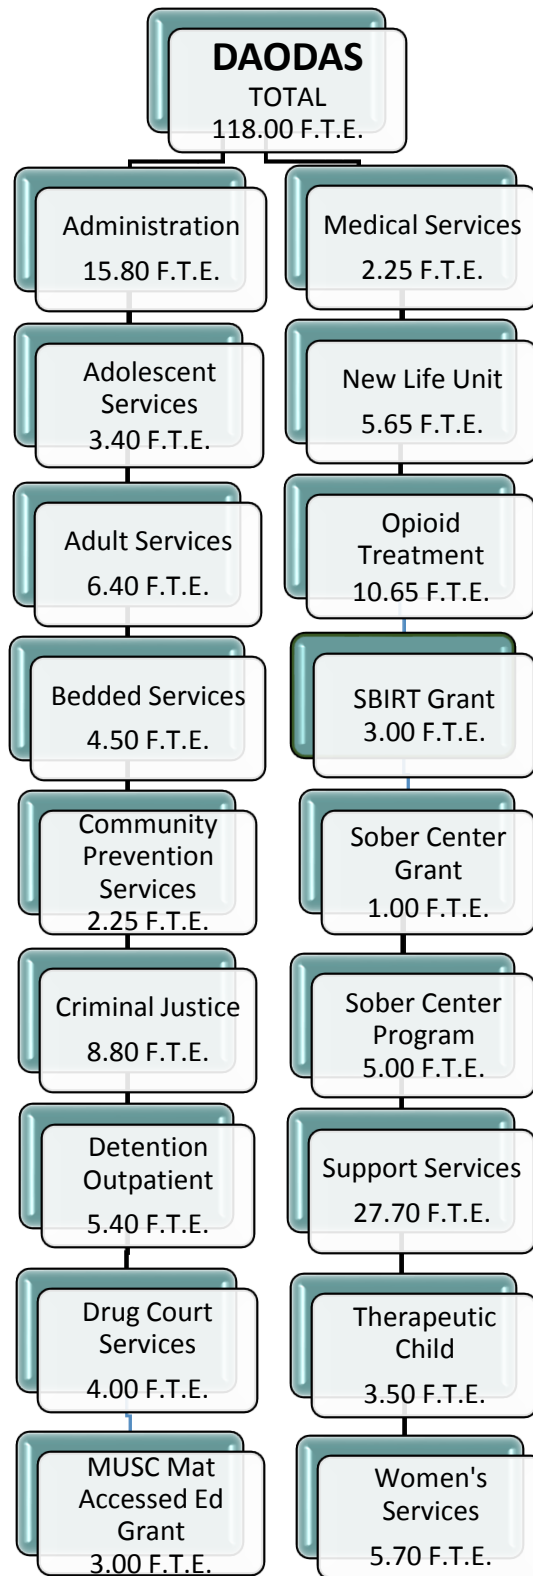 DAODAS
TOTAL
118.00 F.T.E.
Administration
15.80 F.T.E.
Adolescent
Services
3.40 F.T.E.
Adult Services
6.40 F.T.E.
Bedded Services
4.50 F.T.E.
Community
Prevention
Services
2.25 F.T.E.
Criminal Justice
8.80 F.T.E.
Detention
Outpatient
5.40 F.T.E.
Drug Court
Services
4.00 F.T.E.
MUSC Mat
Accessed Ed
Grant
3.00 F.T.E.
Medical Services
2.25 F.T.E.
New Life Unit
5.65 F.T.E.
Opioid
Treatment
10.65 F.T.E.
SBIRT Grant
3.00 F.T.E.
Sober Center
Grant
1.00 F.T.E.
Sober Center
Program
5.00 F.T.E.
Support Services
27.70 F.T.E.
Therapeutic
Child
3.50 F.T.E.
Women's
Services
5.70 F.T.E.